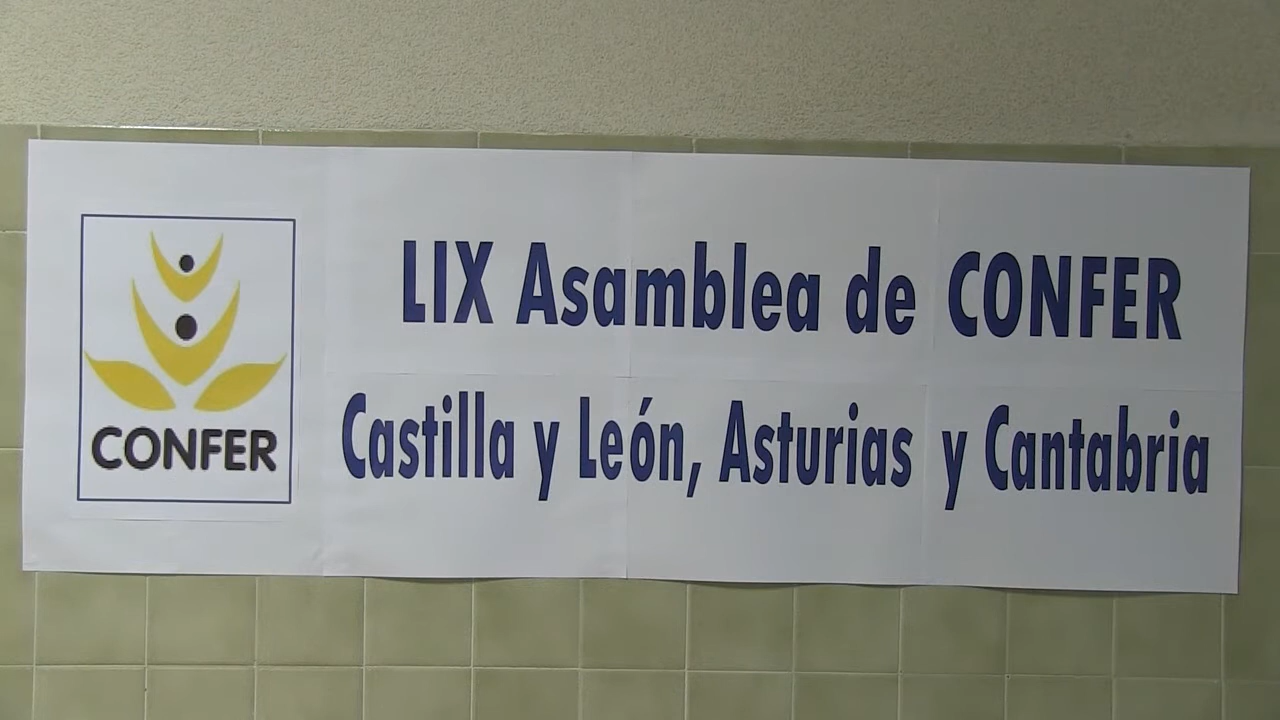 LIX Asamblea de CONFER
Castilla y León, Asturias y Cantabria
CONFER